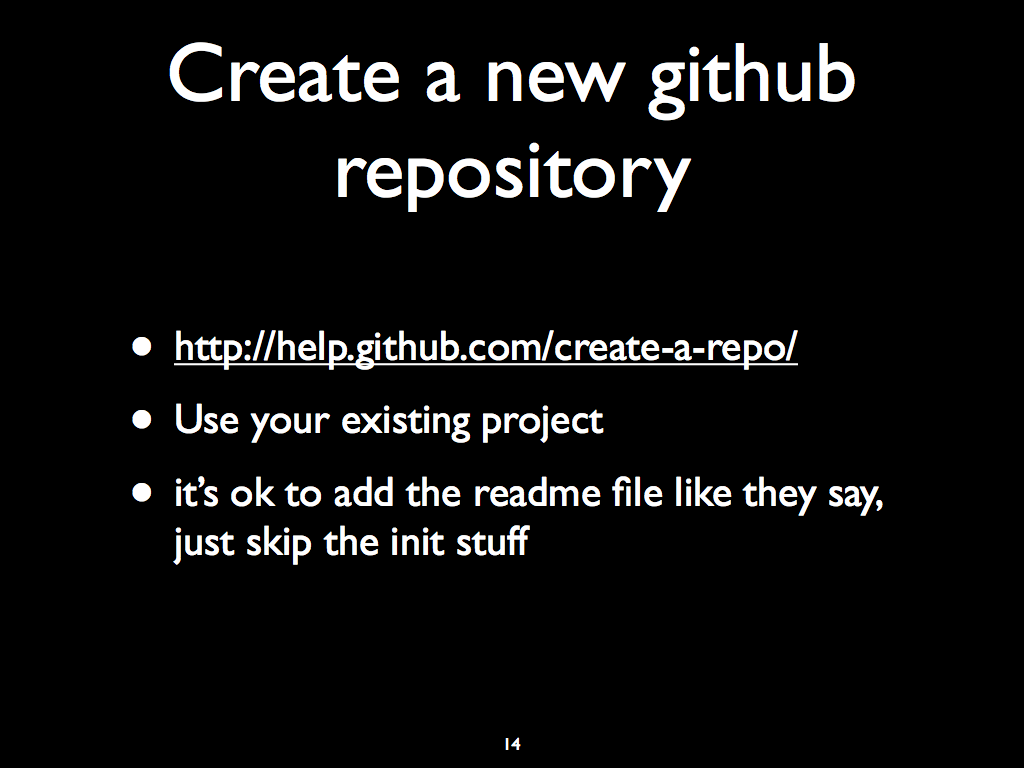 Create a new github
repository
• http://help.github.com/create-a-repo/
• Use your existing project
• it’s ok to add the readme file like they say,
just skip the init stuff
14